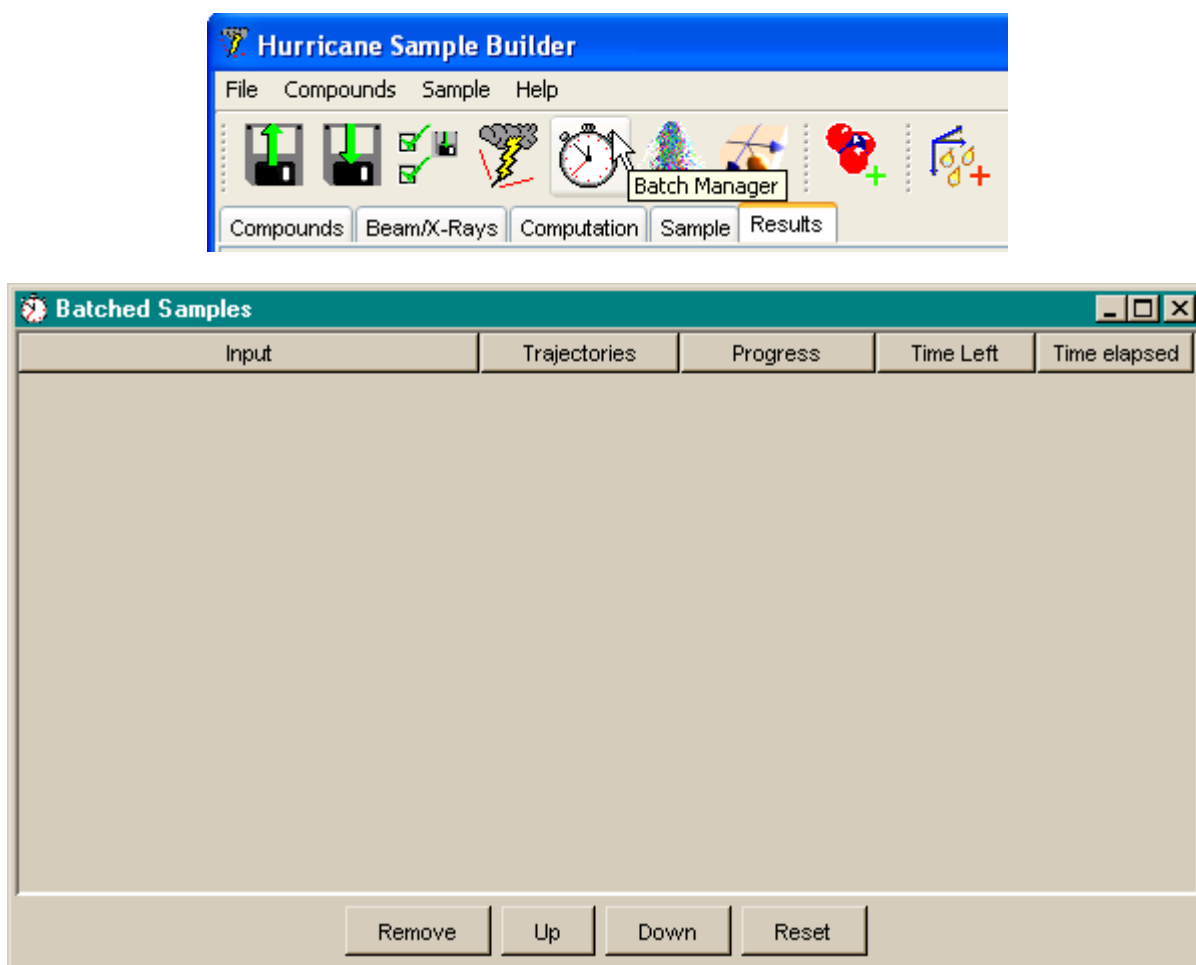 Hurricane Sample Builder
File Compounds Sample Help
Batch Manager
Compounds Beam/X-Rays Computation Sample Results
Batched Samples
Input Trajectories Progress Time Left Time elapsed
Remove Up Down Reset